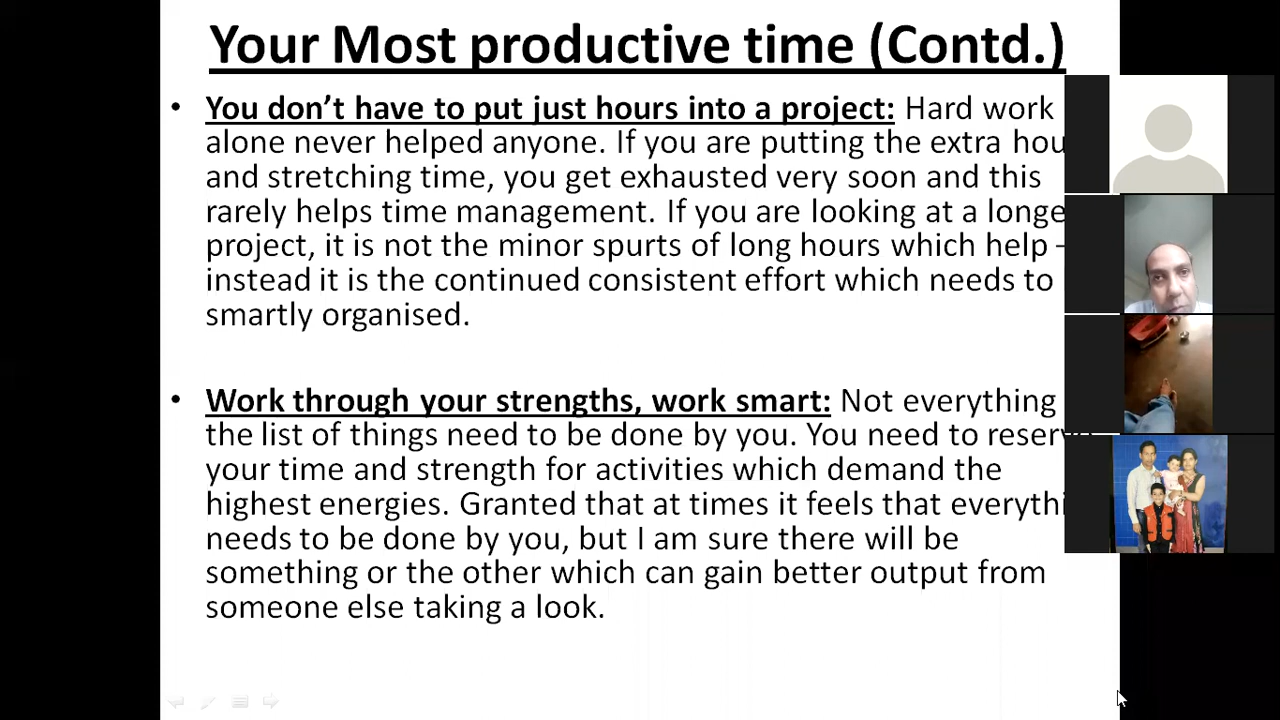 Your Most productive time (Contd.)
• You don’t have to put just hours into a project: Hard work
alone never helped anyone. If you are putting the extra hou
and stretching time, you get exhausted very soon and this
rarely helps time management. If you are looking at a longe
project, it is not the minor spurts of long hours which help –
instead it is the continued consistent effort which needs to
smartly organised.
• Work through your strengths, work smart: Not everything
the list of things need to be done by you. You need to reserve
your time and strength for activities which demand the
highest energies. Granted that at times it feels that everythi
needs to be done by you, but I am sure there will be
something or the other which can gain better output from
someone else taking a look.